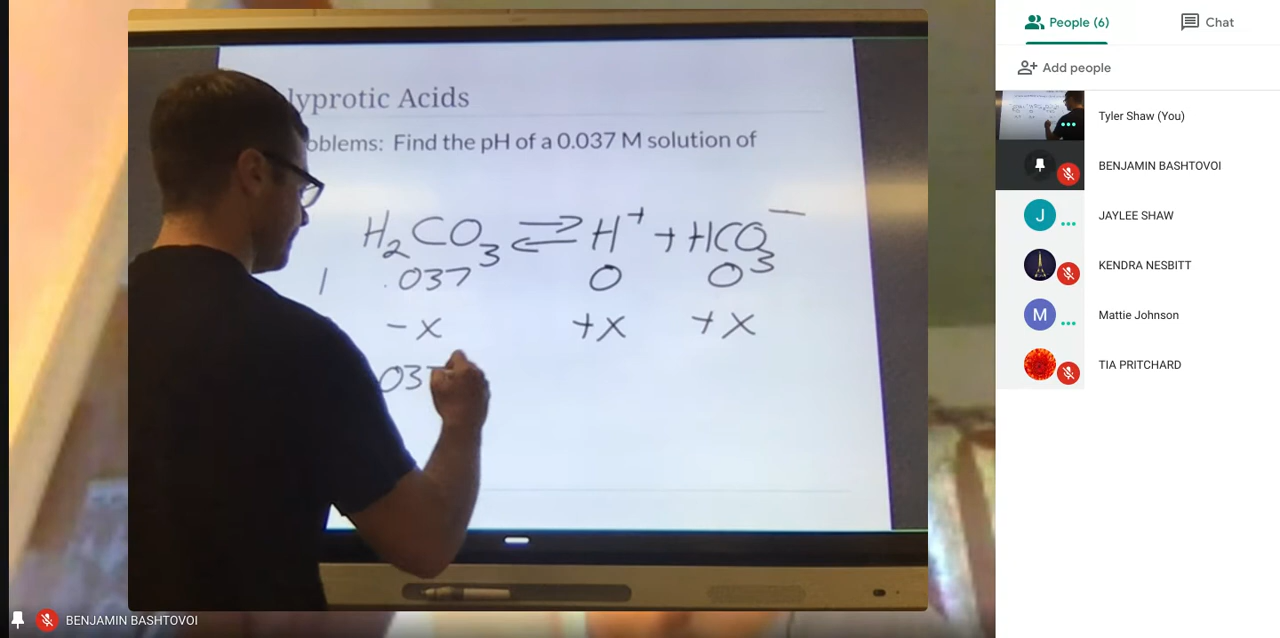 People (6) Chat
Add people
Tyler Shaw (You)
BENJAMIN BASHTOVOI
J JAYLEE SHAW
KENDRA NESBITT
M Mattie Johnson
TIA PRITCHARD
lyprotic Acids
oblems: Find the pH of a 0.037 M solution of
H₂CO₃ ⇌ H⁺ + HCO₃⁻
I .037 0 0
-x +x +x
037
BENJAMIN BASHTOVOI